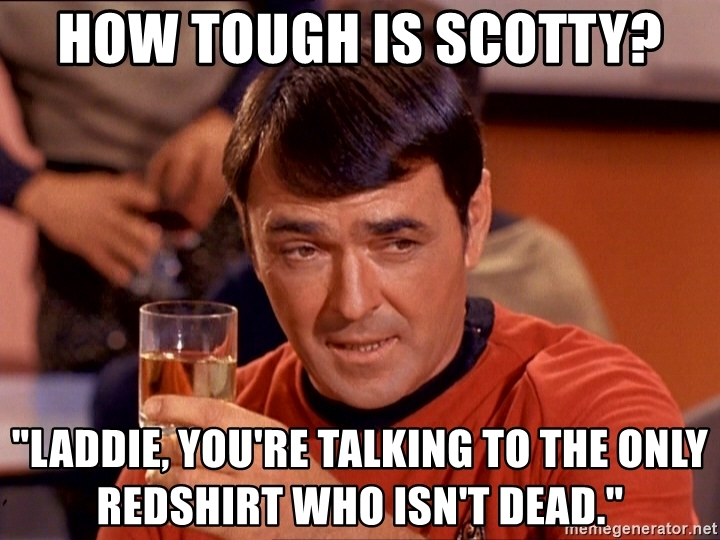 HOW TOUGH IS SCOTTY?
"LADDIE, YOU'RE TALKING TO THE ONLY
REDSHIRT WHO ISN'T DEAD."
memegenerator.net